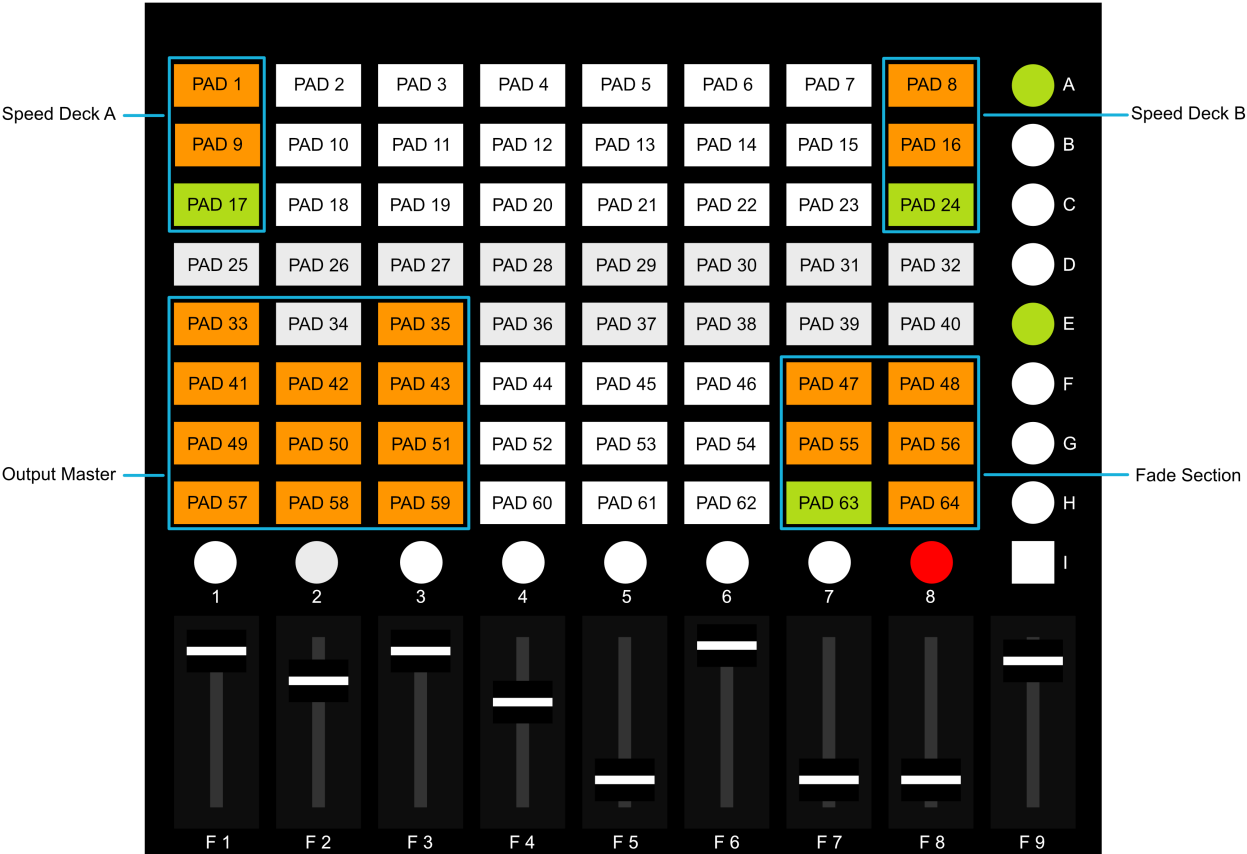 PAD 1 PAD 2 PAD 3 PAD 4 PAD 5 PAD 6 PAD 7 PAD 8 A
Speed Deck A Speed Deck B
PAD 9 PAD 10 PAD 11 PAD 12 PAD 13 PAD 14 PAD 15 PAD 16 B
PAD 17 PAD 18 PAD 19 PAD 20 PAD 21 PAD 22 PAD 23 PAD 24 C
PAD 25 PAD 26 PAD 27 PAD 28 PAD 29 PAD 30 PAD 31 PAD 32 D
PAD 33 PAD 34 PAD 35 PAD 36 PAD 37 PAD 38 PAD 39 PAD 40 E
PAD 41 PAD 42 PAD 43 PAD 44 PAD 45 PAD 46 PAD 47 PAD 48 F
PAD 49 PAD 50 PAD 51 PAD 52 PAD 53 PAD 54 PAD 55 PAD 56 G
Output Master Fade Section
PAD 57 PAD 58 PAD 59 PAD 60 PAD 61 PAD 62 PAD 63 PAD 64 H
I
1 2 3 4 5 6 7 8
F 1 F 2 F 3 F 4 F 5 F 6 F 7 F 8 F 9